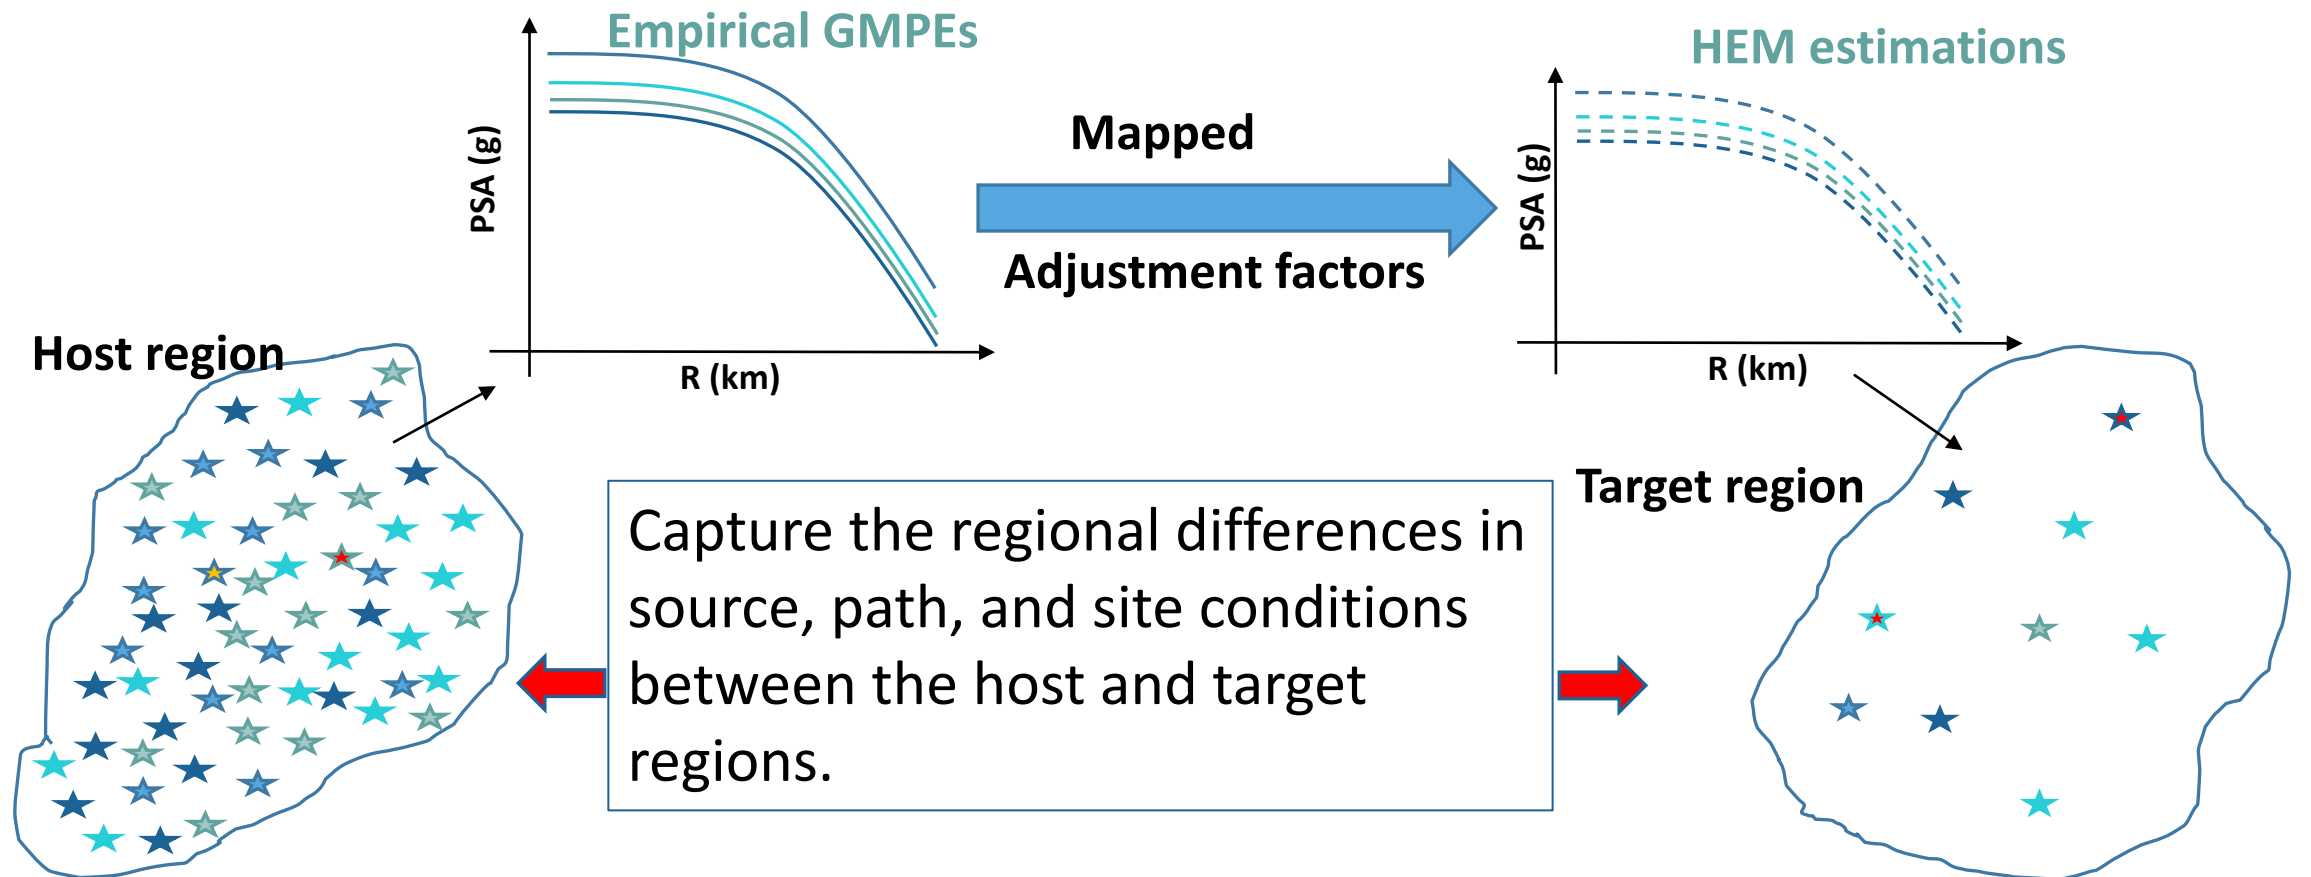 Empirical GMPEs
HEM estimations
PSA (g)
Mapped
Adjustment factors
PSA (g)
R (km)
R (km)
Host region
Target region
Capture the regional differences in
source, path, and site conditions
between the host and target
regions.